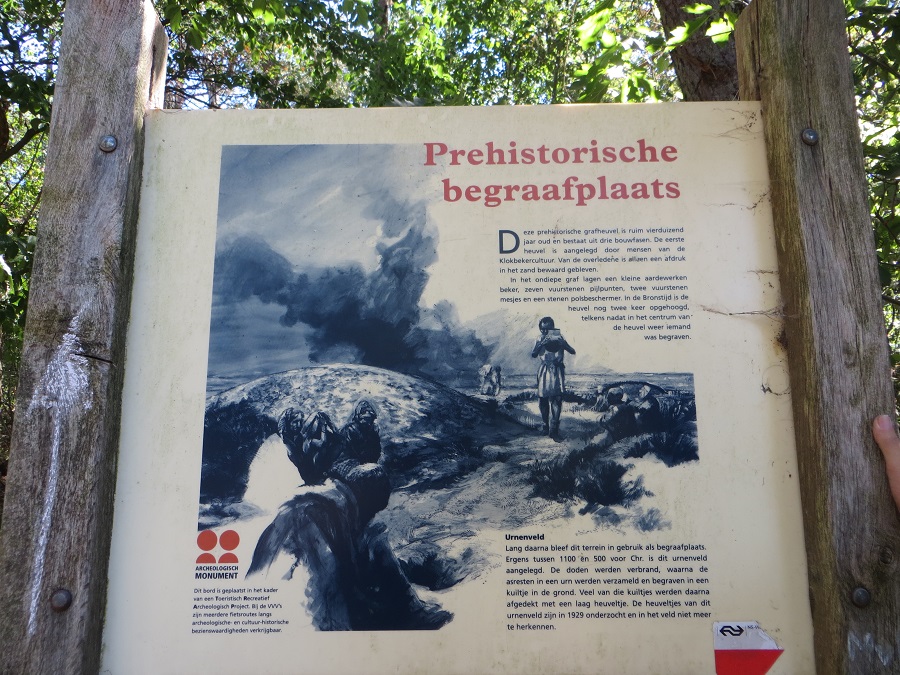 Prehistorische
begraafplaats
Deze prehistorische grafheuvel is ruim vierduizend
jaar oud en bestaat uit drie bouwfasen. De eerste
heuvel is aangelegd door mensen van de
Klokbekercultuur. Van de overledene is alleen een afdruk
in het zand bewaard gebleven.
In het ondiepe graf lagen een kleine aardewerken
beker, zeven vuurstenen pijlpunten, twee vuurstenen
mesjes en een stenen polsbeschermer. In de Bronstijd is de
heuvel nog twee keer opgehoogd,
telkens nadat in het centrum van
de heuvel weer iemand
was begraven.
Urnenveld
Lang daarna bleef dit terrein in gebruik als begraafplaats.
Ergens tussen 1100 en 500 voor Chr. is dit urnenveld
aangelegd. De doden werden verbrand, waarna de
asresten in een urn werden verzameld en begraven in een
kuiltje in de grond. Veel van die kuiltjes werden daarna
afgedekt met een laag heuveltje. De heuveltjes van dit
urnenveld zijn in 1929 onderzocht en in het veld niet meer
te herkennen.
ARCHEOLOGISCH
MONUMENT
Dit bord is geplaatst in het kader
van een Toeristisch Recreatief
Archeologisch Project. Bij de VVV's
zijn meerdere fietsroutes langs
archeologische- en cultuur-historische
bezienswaardigheden verkrijgbaar.